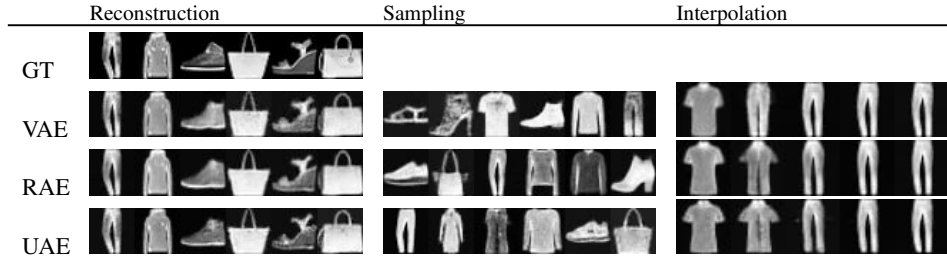 Reconstruction Sampling Interpolation
GT
VAE
RAE
UAE